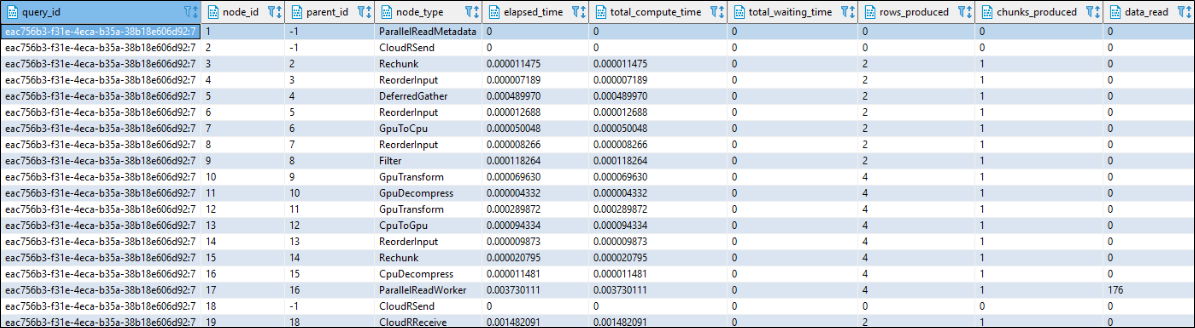 query_id node_id parent_id node_type elapsed_time total_compute_time total_waiting_time rows_produced chunks_produced data_read
eac756b3-f31e-4eca-b35a-38b18e606d92:7 1 -1 ParallelReadMetadata 0 0 0 0 0 0
eac756b3-f31e-4eca-b35a-38b18e606d92:7 2 -1 CloudRSend 0 0 0 0 0 0
eac756b3-f31e-4eca-b35a-38b18e606d92:7 3 2 Rechunk 0.000011475 0.000011475 0 2 1 0
eac756b3-f31e-4eca-b35a-38b18e606d92:7 4 3 ReorderInput 0.000007189 0.000007189 0 2 1 0
eac756b3-f31e-4eca-b35a-38b18e606d92:7 5 4 DeferredGather 0.000489970 0.000489970 0 2 1 0
eac756b3-f31e-4eca-b35a-38b18e606d92:7 6 5 ReorderInput 0.000012688 0.000012688 0 2 1 0
eac756b3-f31e-4eca-b35a-38b18e606d92:7 7 6 GpuToCpu 0.000050048 0.000050048 0 2 1 0
eac756b3-f31e-4eca-b35a-38b18e606d92:7 8 7 ReorderInput 0.000008266 0.000008266 0 2 1 0
eac756b3-f31e-4eca-b35a-38b18e606d92:7 9 8 Filter 0.000118264 0.000118264 0 2 1 0
eac756b3-f31e-4eca-b35a-38b18e606d92:7 10 9 GpuTransform 0.000069630 0.000069630 0 4 1 0
eac756b3-f31e-4eca-b35a-38b18e606d92:7 11 10 GpuDecompress 0.000004332 0.000004332 0 4 1 0
eac756b3-f31e-4eca-b35a-38b18e606d92:7 12 11 GpuTransform 0.000289872 0.000289872 0 4 1 0
eac756b3-f31e-4eca-b35a-38b18e606d92:7 13 12 CpuToGpu 0.000094334 0.000094334 0 4 1 0
eac756b3-f31e-4eca-b35a-38b18e606d92:7 14 13 ReorderInput 0.000009873 0.000009873 0 4 1 0
eac756b3-f31e-4eca-b35a-38b18e606d92:7 15 14 Rechunk 0.000020795 0.000020795 0 4 1 0
eac756b3-f31e-4eca-b35a-38b18e606d92:7 16 15 CpuDecompress 0.000011481 0.000011481 0 4 1 0
eac756b3-f31e-4eca-b35a-38b18e606d92:7 17 16 ParallelReadWorker 0.003730111 0.003730111 0 4 1 176
eac756b3-f31e-4eca-b35a-38b18e606d92:7 18 -1 CloudRSend 0 0 0 0 0 0
eac756b3-f31e-4eca-b35a-38b18e606d92:7 19 18 CloudRReceive 0.001482091 0.001482091 0 2 1 0